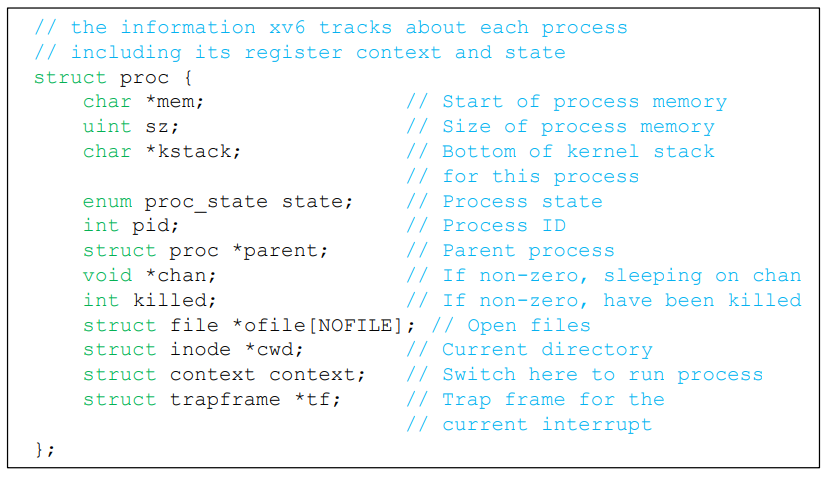 // the information xv6 tracks about each process
// including its register context and state
struct proc {
    char *mem;                // Start of process memory
    uint sz;                  // Size of process memory
    char *kstack;             // Bottom of kernel stack
                              // for this process
    enum proc_state state;    // Process state
    int pid;                  // Process ID
    struct proc *parent;      // Parent process
    void *chan;               // If non-zero, sleeping on chan
    int killed;               // If non-zero, have been killed
    struct file *ofile[NOFILE]; // Open files
    struct inode *cwd;        // Current directory
    struct context context;   // Switch here to run process
    struct trapframe *tf;     // Trap frame for the
                              // current interrupt
};